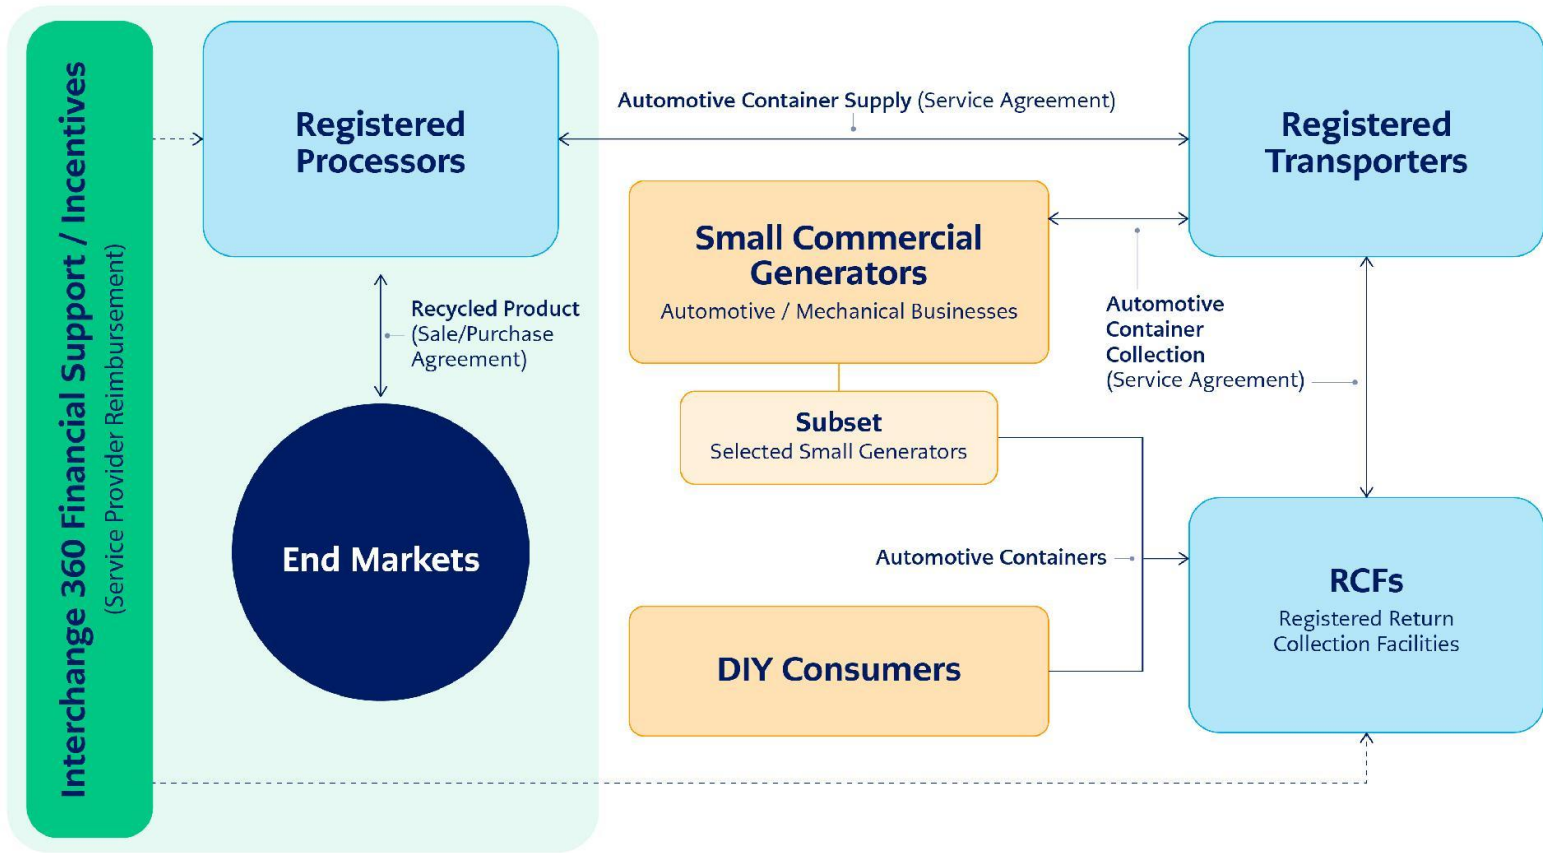 Interchange 360 Financial Support / Incentives
(Service Provider Reimbursement)
Registered
Processors
Automotive Container Supply (Service Agreement)
Registered
Transporters
Small Commercial
Generators
Automotive / Mechanical Businesses
Recycled Product
(Sale/Purchase
Agreement)
Automotive
Container
Collection
(Service Agreement)
Subset
Selected Small Generators
End Markets
Automotive Containers
RCFs
Registered Return
Collection Facilities
DIY Consumers